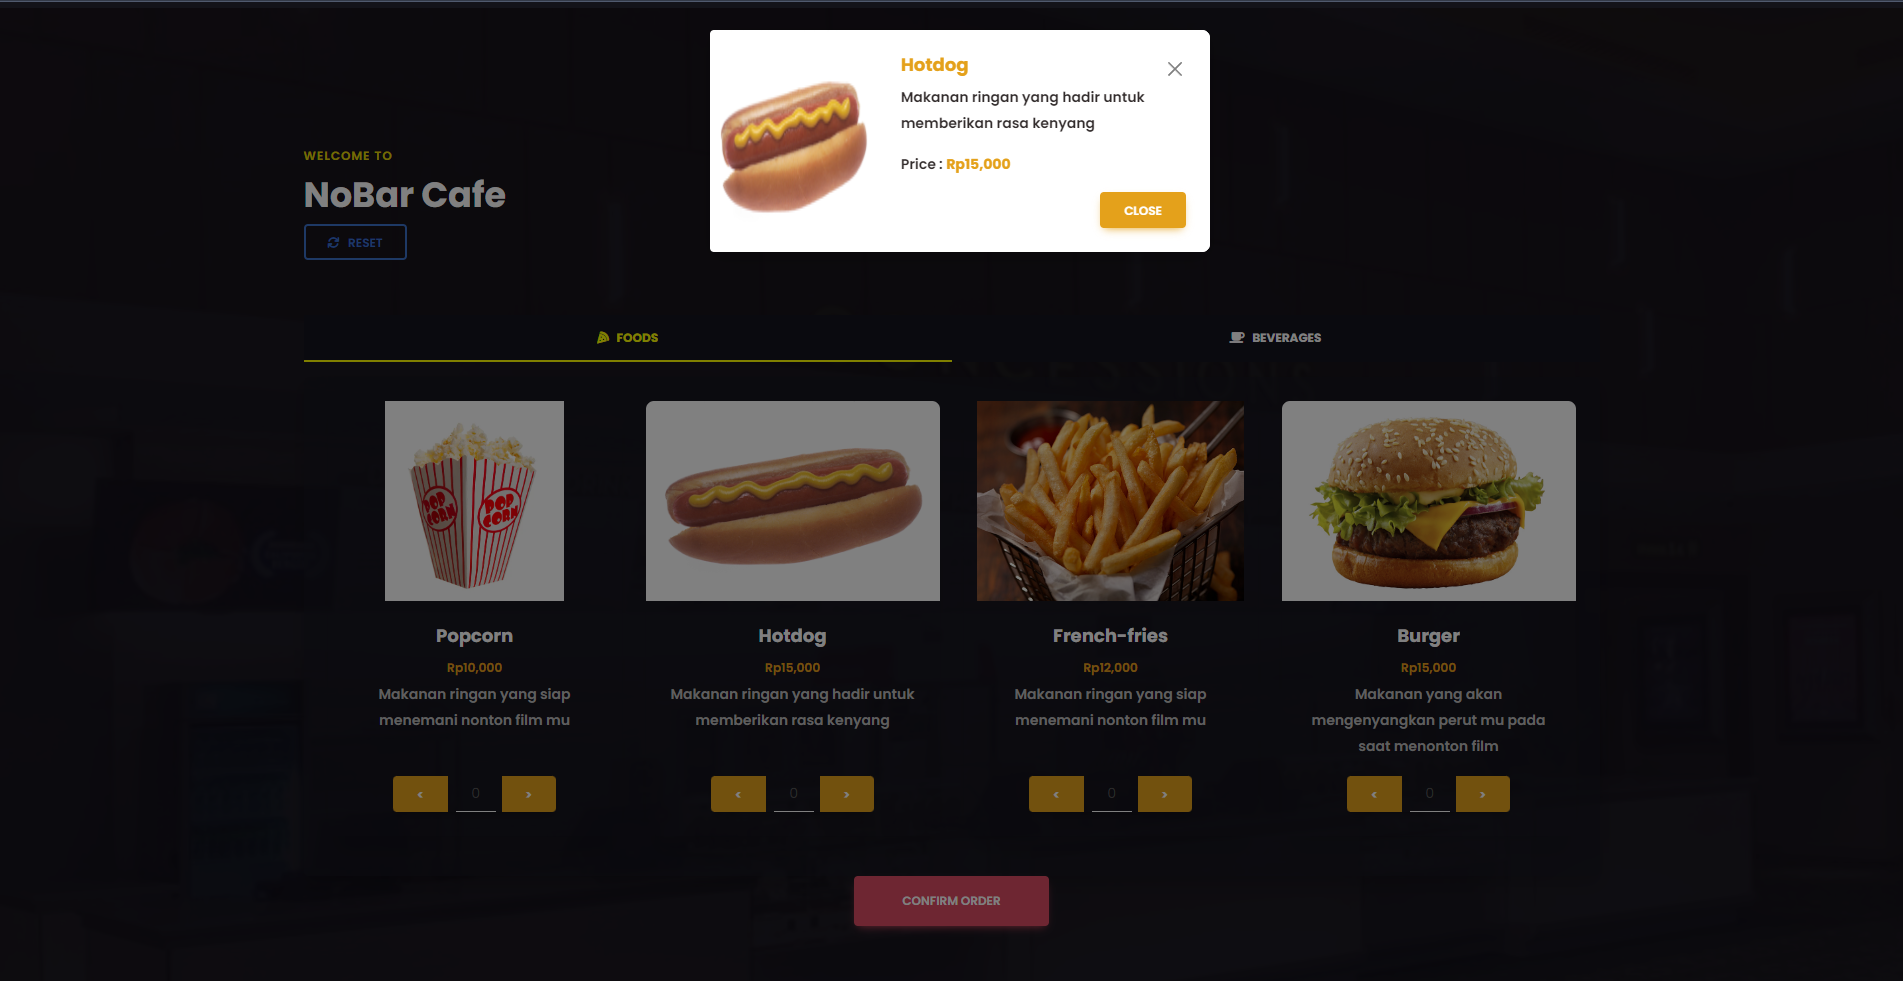 Hotdog
Makanan ringan yang hadir untuk
memberikan rasa kenyang
Price : Rp15,000
CLOSE
WELCOME TO
NoBar Cafe
RESET
FOODS
BEVERAGES
POP CORN
POP CORN
Popcorn
Rp10,000
Makanan ringan yang siap
menemani nonton film mu
< 0 >
Hotdog
Rp15,000
Makanan ringan yang hadir untuk
memberikan rasa kenyang
< 0 >
French-fries
Rp12,000
Makanan ringan yang siap
menemani nonton film mu
< 0 >
Burger
Rp15,000
Makanan yang akan
mengenyangkan perut mu pada
saat menonton film
< 0 >
CONFIRM ORDER